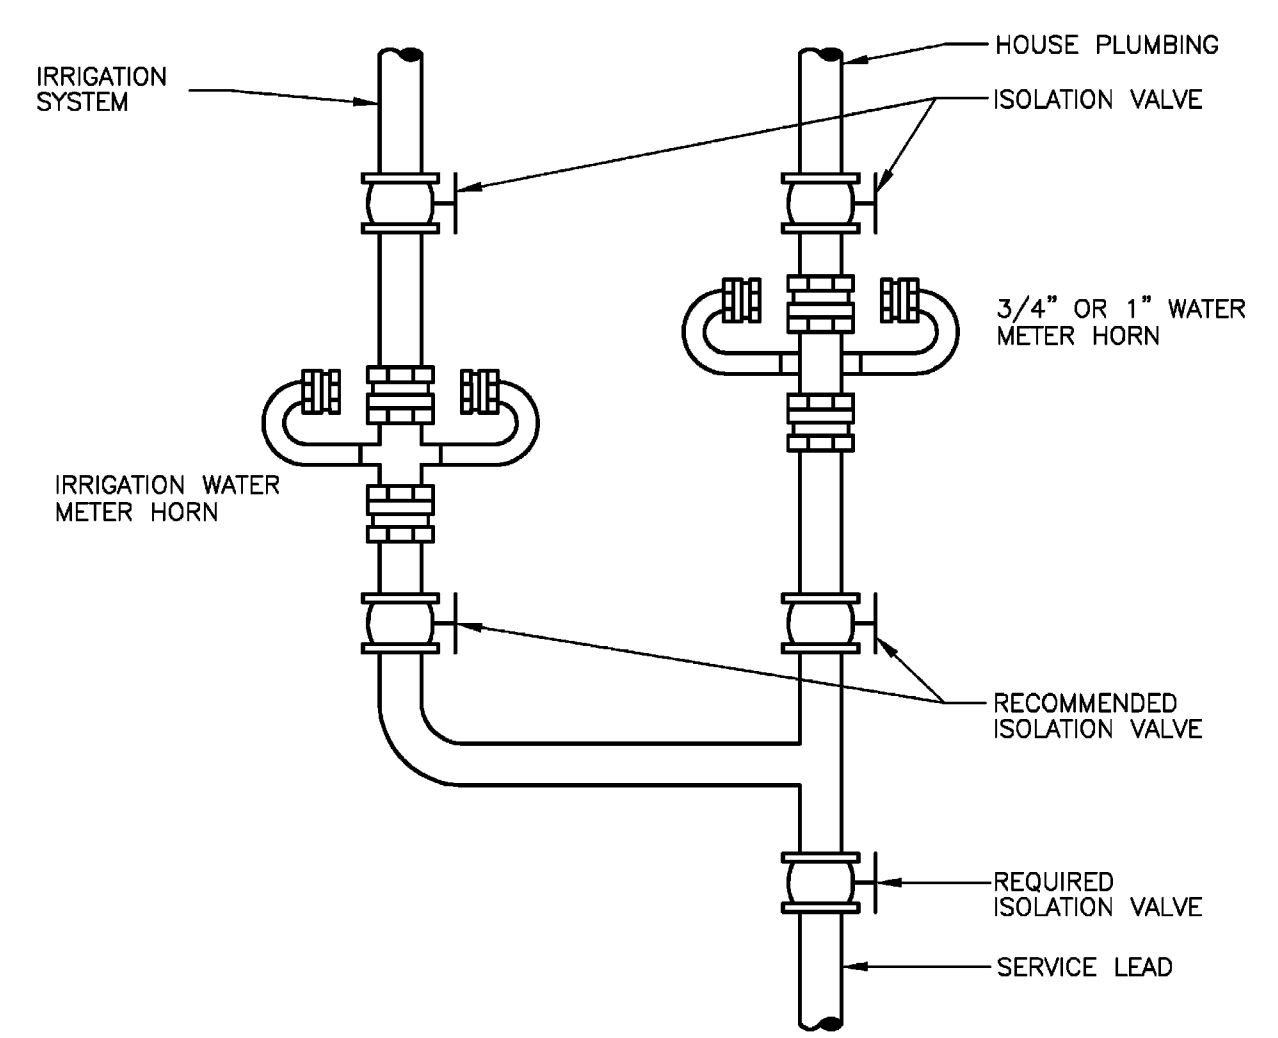 HOUSE PLUMBING
IRRIGATION
SYSTEM
ISOLATION VALVE
3/4" OR 1" WATER
METER HORN
IRRIGATION WATER
METER HORN
RECOMMENDED
ISOLATION VALVE
REQUIRED
ISOLATION VALVE
SERVICE LEAD